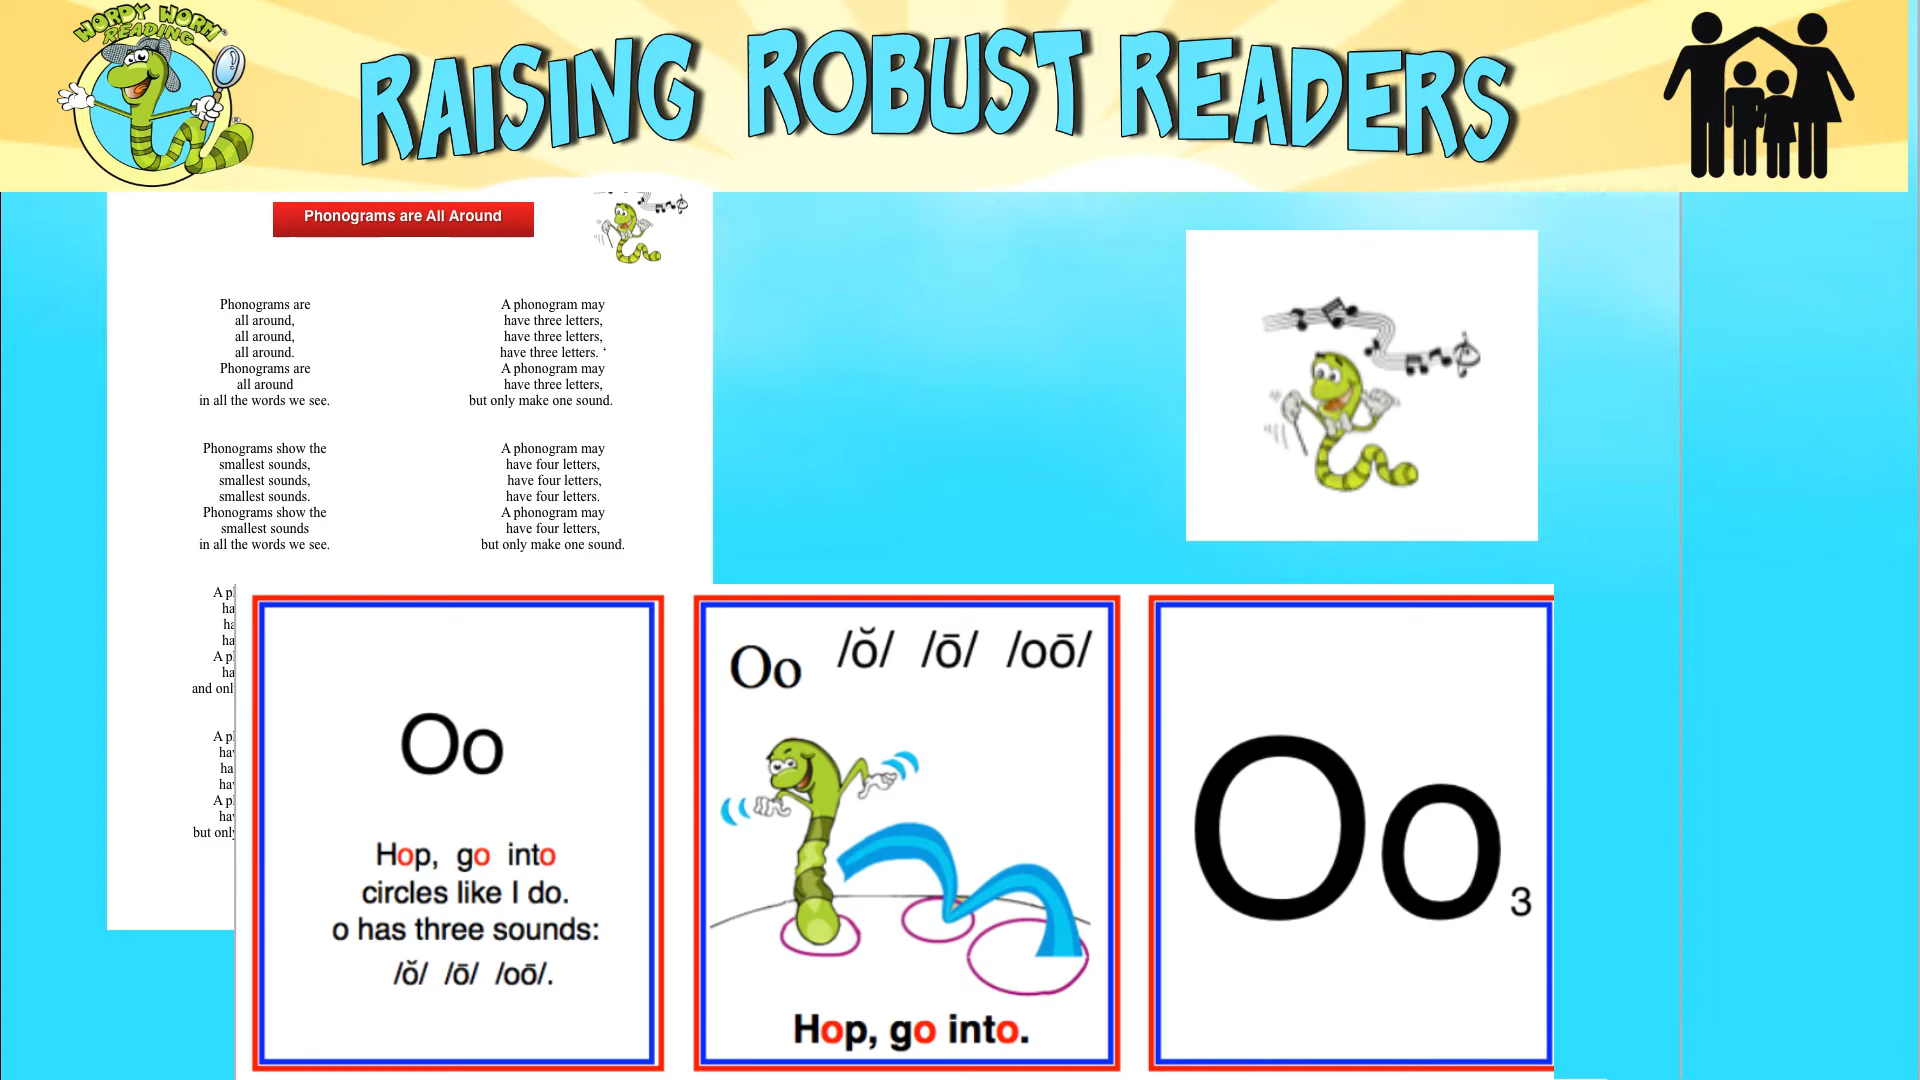 WORDY WORM
READING
RAISING ROBUST READERS
Phonograms are All Around
Phonograms are
all around,
all around,
all around.
Phonograms are
all around
in all the words we see.
Phonograms show the
smallest sounds,
smallest sounds,
smallest sounds.
Phonograms show the
smallest sounds
in all the words we see.
A phonogram may
have three letters,
have three letters,
have three letters. ‘
A phonogram may
have three letters,
but only make one sound.
A phonogram may
have four letters,
have four letters,
have four letters.
A phonogram may
have four letters,
but only make one sound.
Oo
Hop, go into
circles like I do.
o has three sounds:
/ŏ/ /ō/ /oō/.
Oo /ŏ/ /ō/ /oō/
Hop, go into.
Oo 3